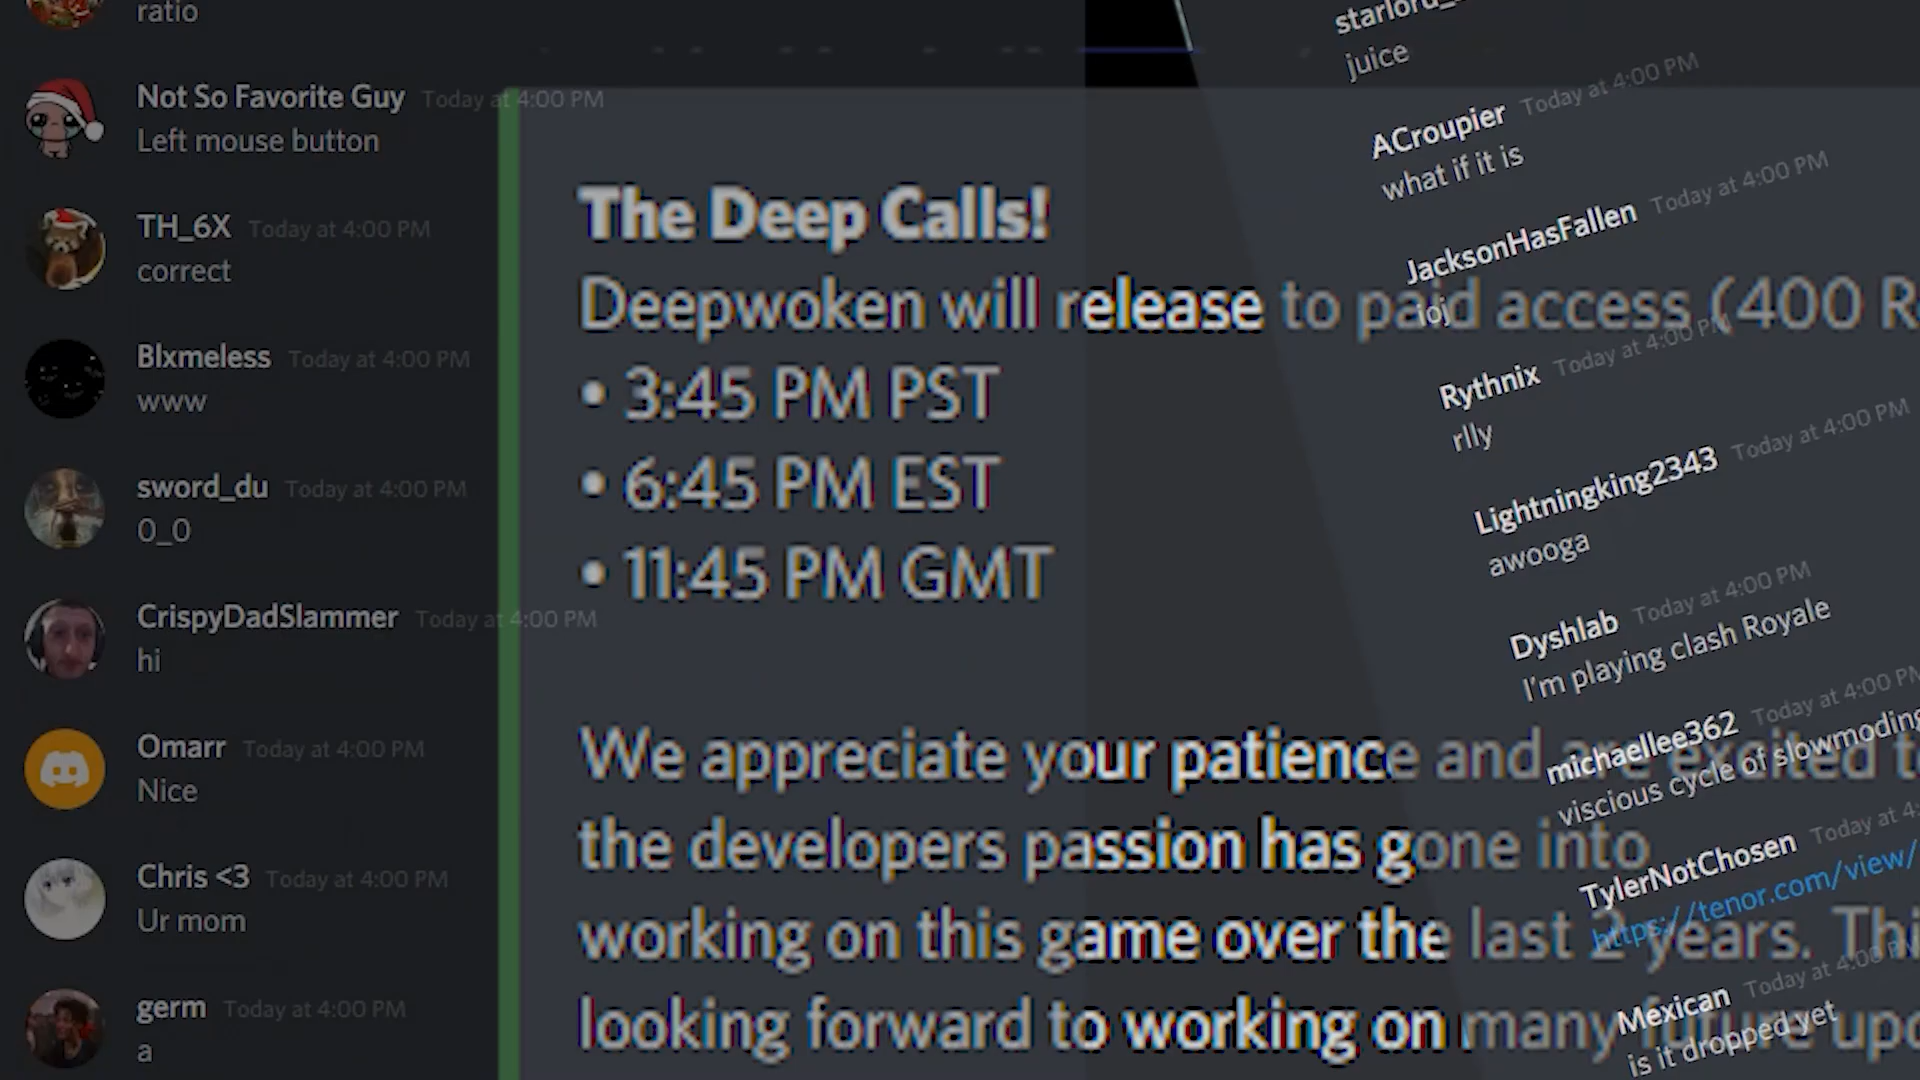 ratio
Not So Favorite Guy Today at 4:00 PM
Left mouse button
TH_6X Today at 4:00 PM
correct
Blxmeless Today at 4:00 PM
www
sword_du Today at 4:00 PM
0_0
CrispyDadSlammer Today at 4:00 PM
hi
Omarr Today at 4:00 PM
Nice
Chris <3 Today at 4:00 PM
Ur mom
germ Today at 4:00 PM
a
The Deep Calls!
Deepwoken will release to paid access (400 R
• 3:45 PM PST
• 6:45 PM EST
• 11:45 PM GMT
We appreciate your patience and are excited to
the developers passion has gone into
working on this game over the last 2 years. Thi
looking forward to working on many future upd
starlord_
juice
ACroupier Today at 4:00 PM
what if it is
JacksonHasFallen Today at 4:00 PM
ioj
Rythnix Today at 4:00 PM
rlly
Lightningking2343 Today at 4:00 PM
awooga
Dyshlab Today at 4:00 PM
I'm playing clash Royale
michaellee362 Today at 4:00 PM
viscious cycle of slowmoding
TylerNotChosen Today at 4:
https://tenor.com/view/
Mexican Today at 4:00 PM
is it dropped yet